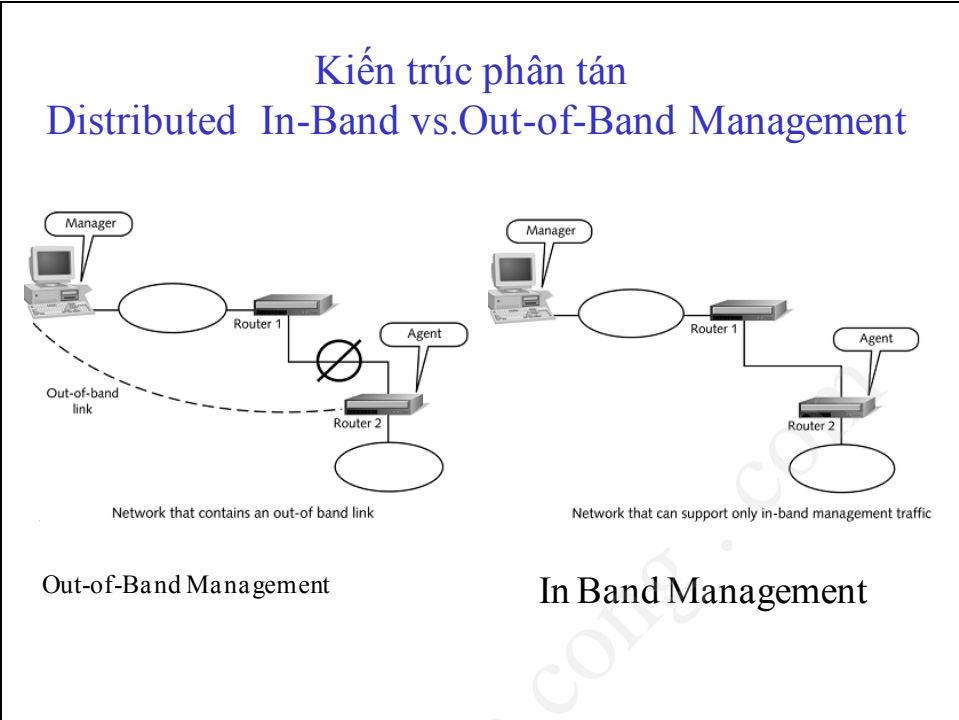 Kiến trúc phân tán
Distributed In-Band vs.Out-of-Band Management
Manager
Router 1
Agent
Out-of-band
link
Router 2
Network that contains an out-of band link
Out-of-Band Management
Manager
Router 1
Agent
Router 2
Network that can support only in-band management traffic
In Band Management
cong . com